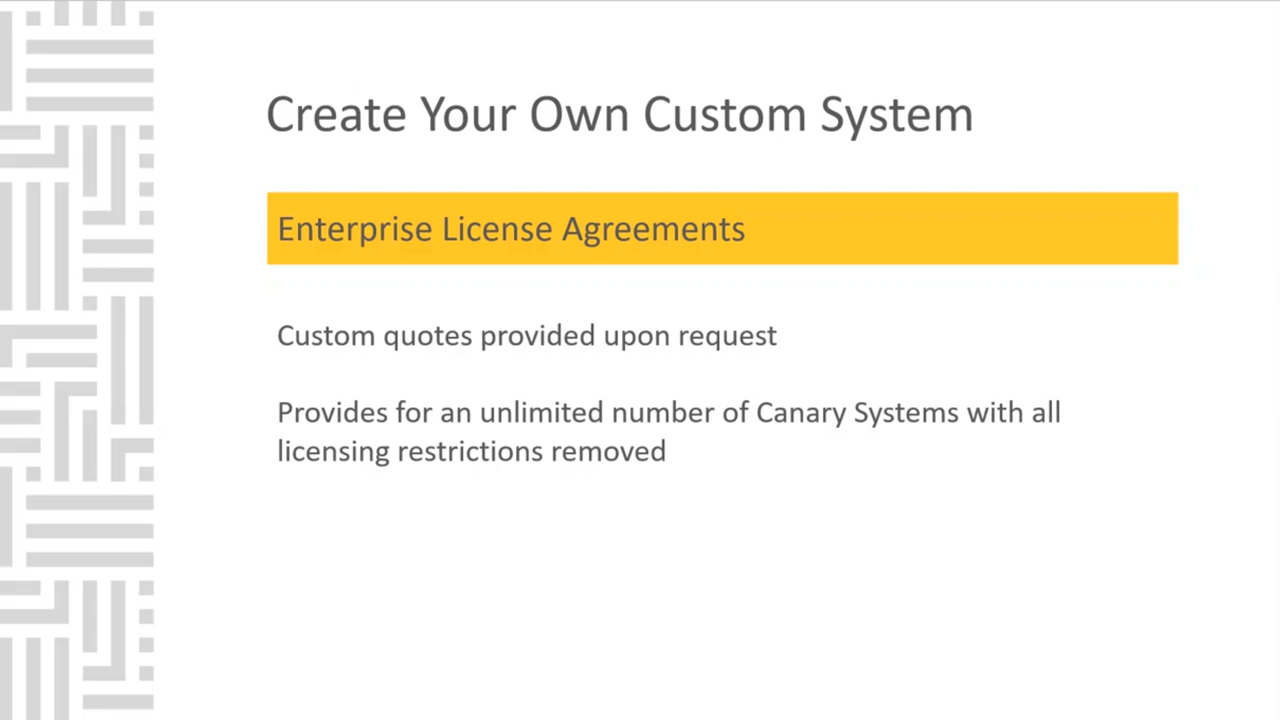 Create Your Own Custom System
Enterprise License Agreements
Custom quotes provided upon request
Provides for an unlimited number of Canary Systems with all
licensing restrictions removed